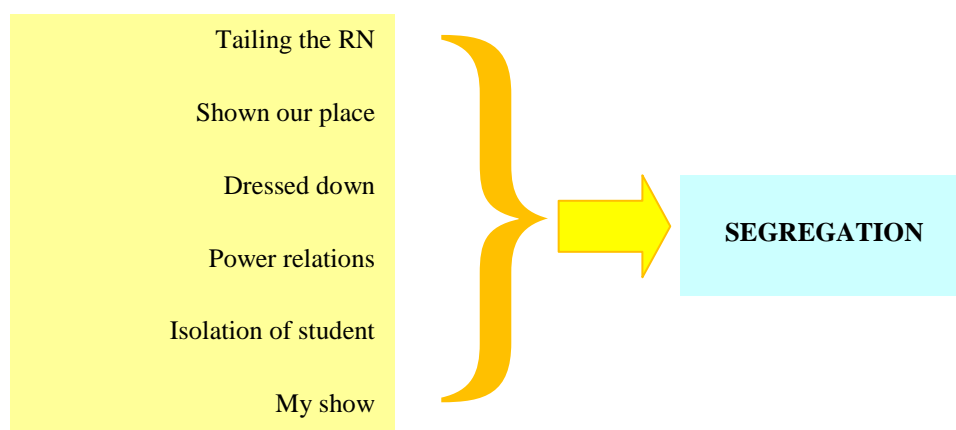 Tailing the RN
Shown our place
Dressed down
Power relations
Isolation of student
My show
SEGREGATION